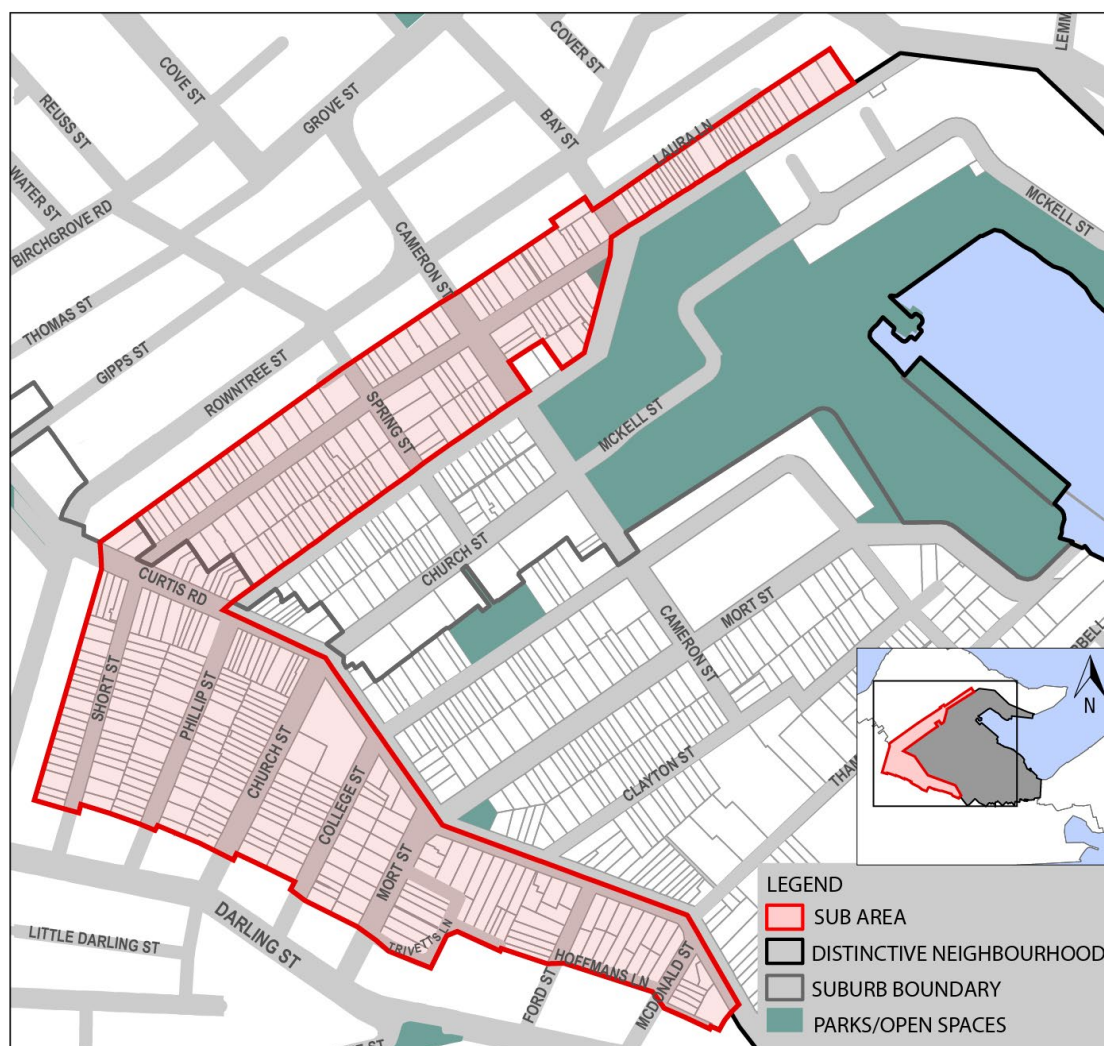 COVE ST
COVER ST
LEMM
REUSS ST
GROVE ST
BAY ST
LAURA LN
WATER ST
BIRCHGROVE RD
CAMERON ST
MCKELL ST
THOMAS ST
GIPPS ST
ROWNTREE ST
SPRING ST
MCKELL ST
CHURCH ST
CURTIS RD
MORT ST
CAMERON ST
SHORT ST
PHILLIP ST
CHURCH ST
COLLEGE ST
CLAYTON ST
THAM
RBELL
N
MORT ST
DARLING ST
LITTLE DARLING ST
TRIVETTS LN
FORD ST
HOFFMANS LN
MCDONALD ST
LEGEND
SUB AREA
DISTINCTIVE NEIGHBOURHOOD
SUBURB BOUNDARY
PARKS/OPEN SPACES